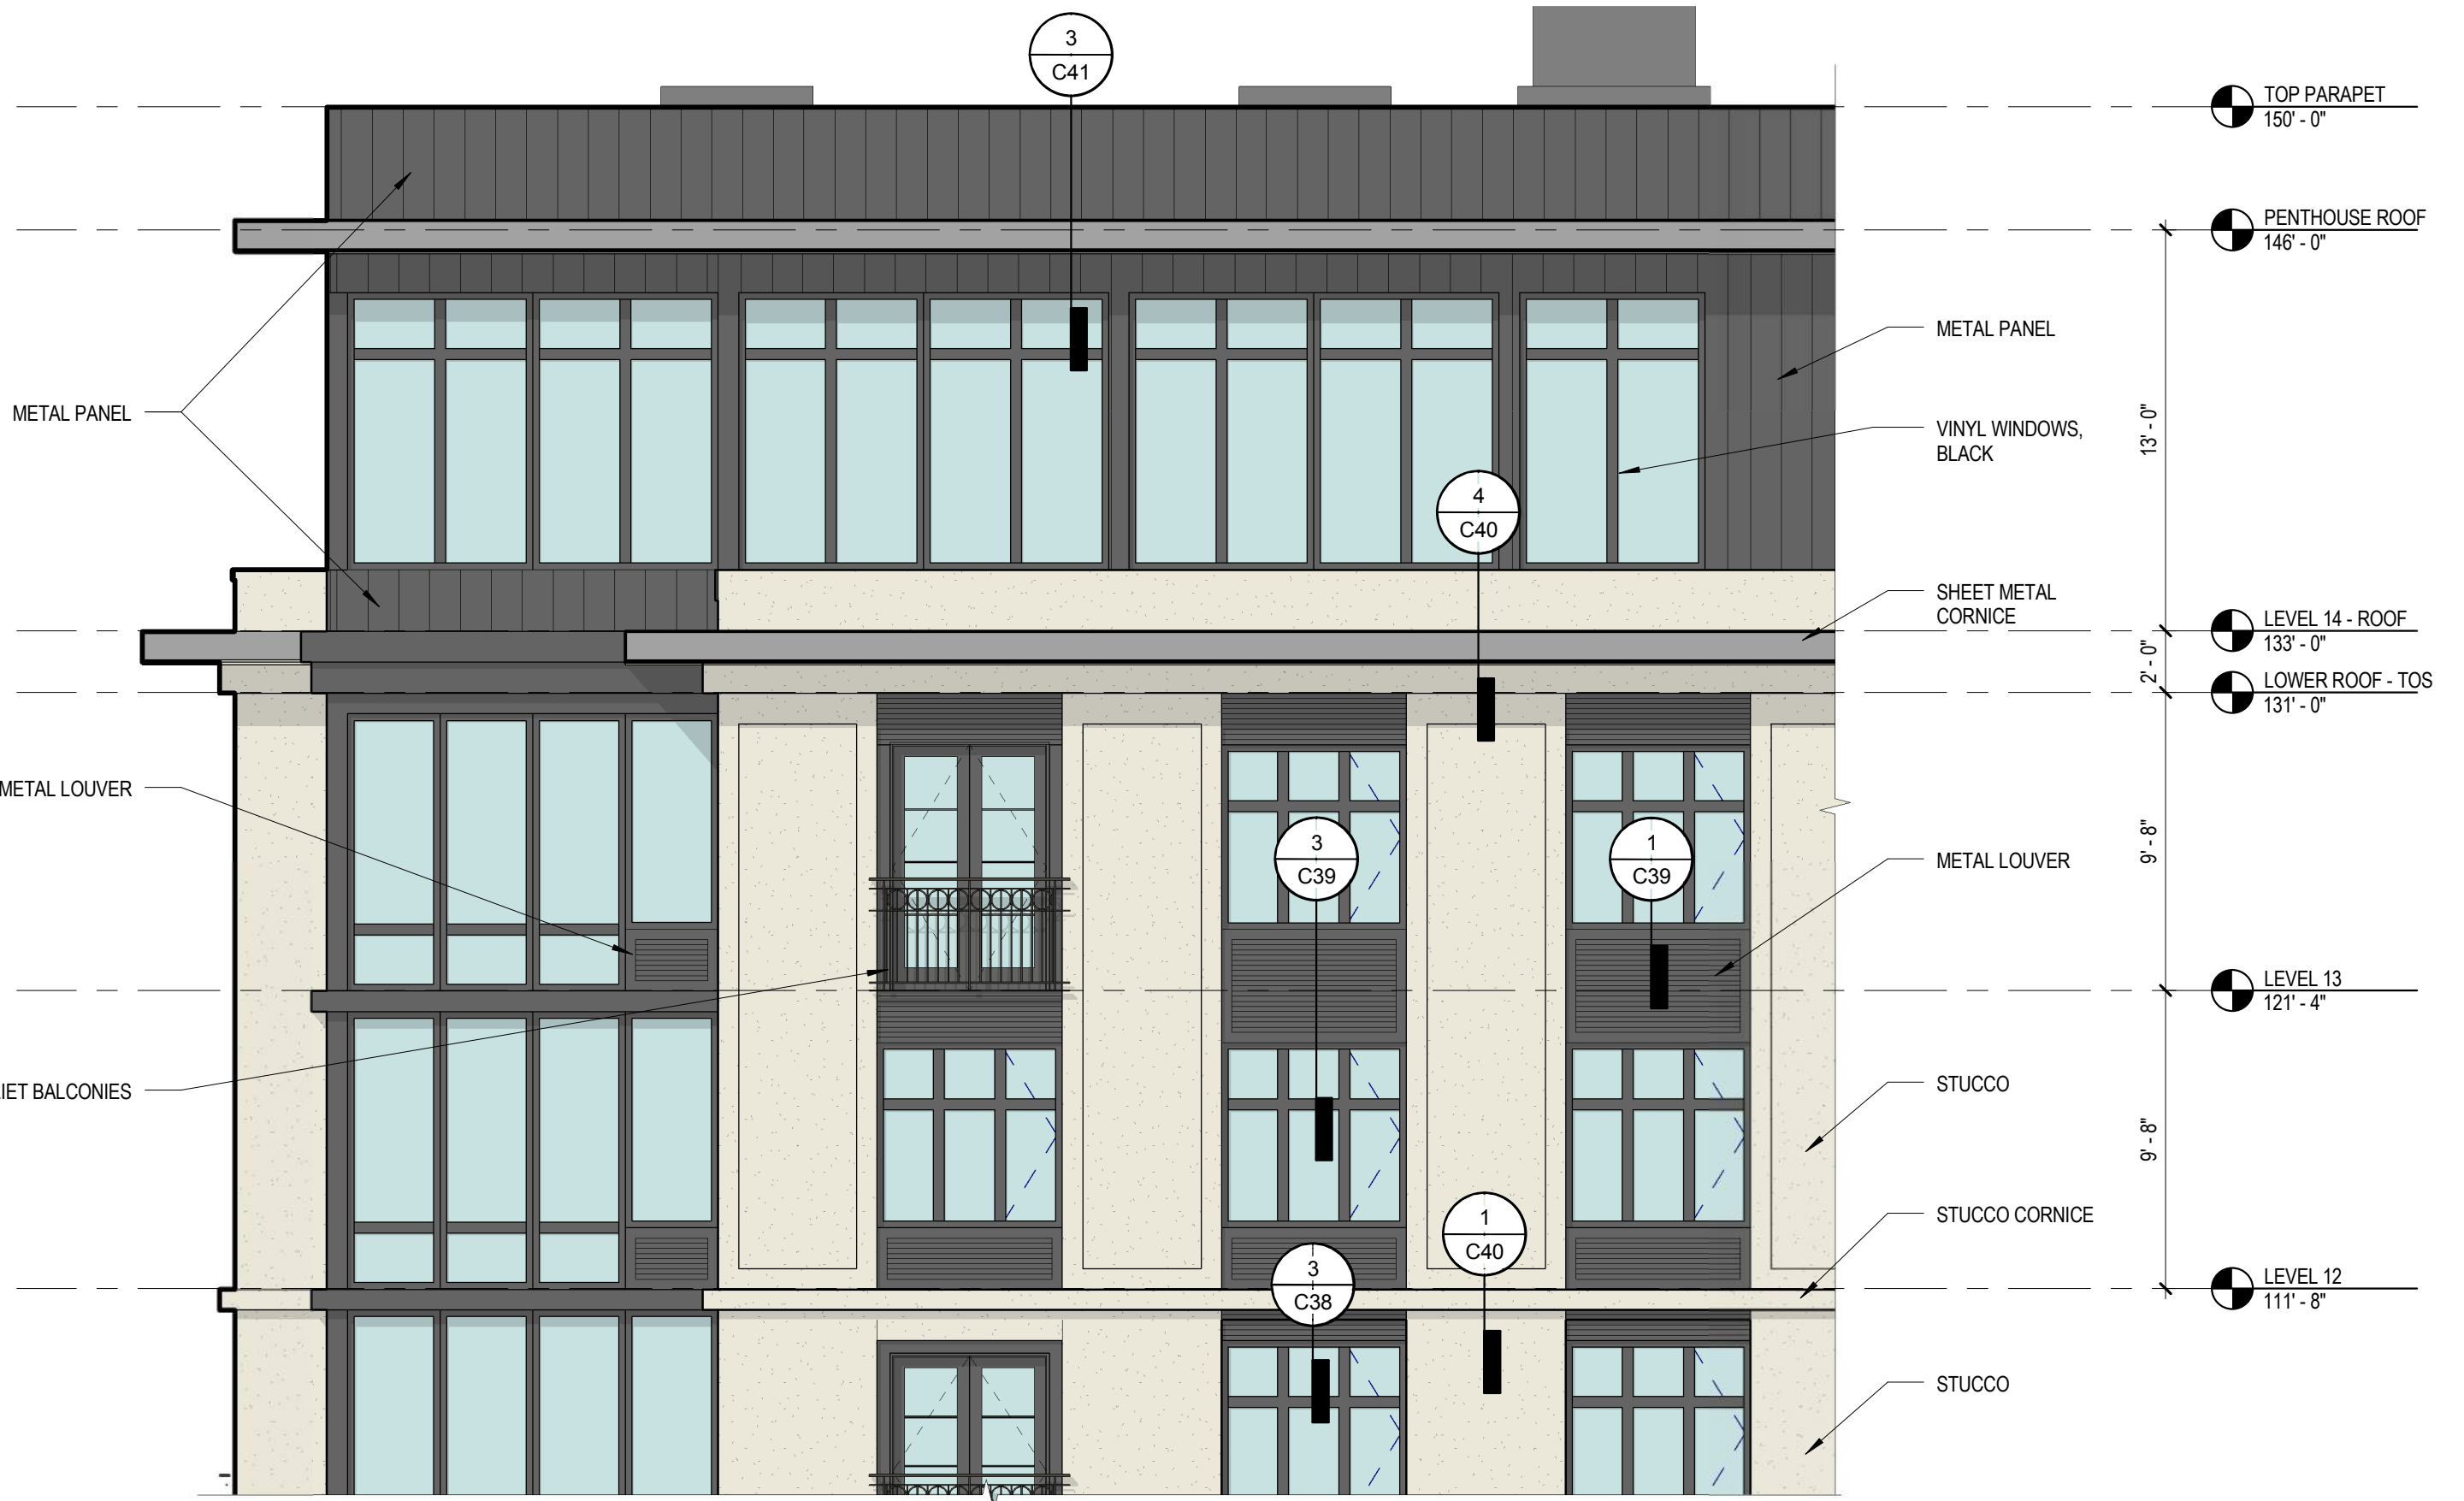 3
C41
TOP PARAPET
150' - 0"
PENTHOUSE ROOF
146' - 0"
METAL PANEL
METAL PANEL
13' - 0"
VINYL WINDOWS,
BLACK
4
C40
SHEET METAL
CORNICE
LEVEL 14 - ROOF
133' - 0"
2' - 0"
LOWER ROOF - TOS
131' - 0"
METAL LOUVER
3
C39
1
C39
9' - 8"
METAL LOUVER
LEVEL 13
121' - 4"
IET BALCONIES
STUCCO
9' - 8"
1
C40
STUCCO CORNICE
3
C38
LEVEL 12
111' - 8"
STUCCO